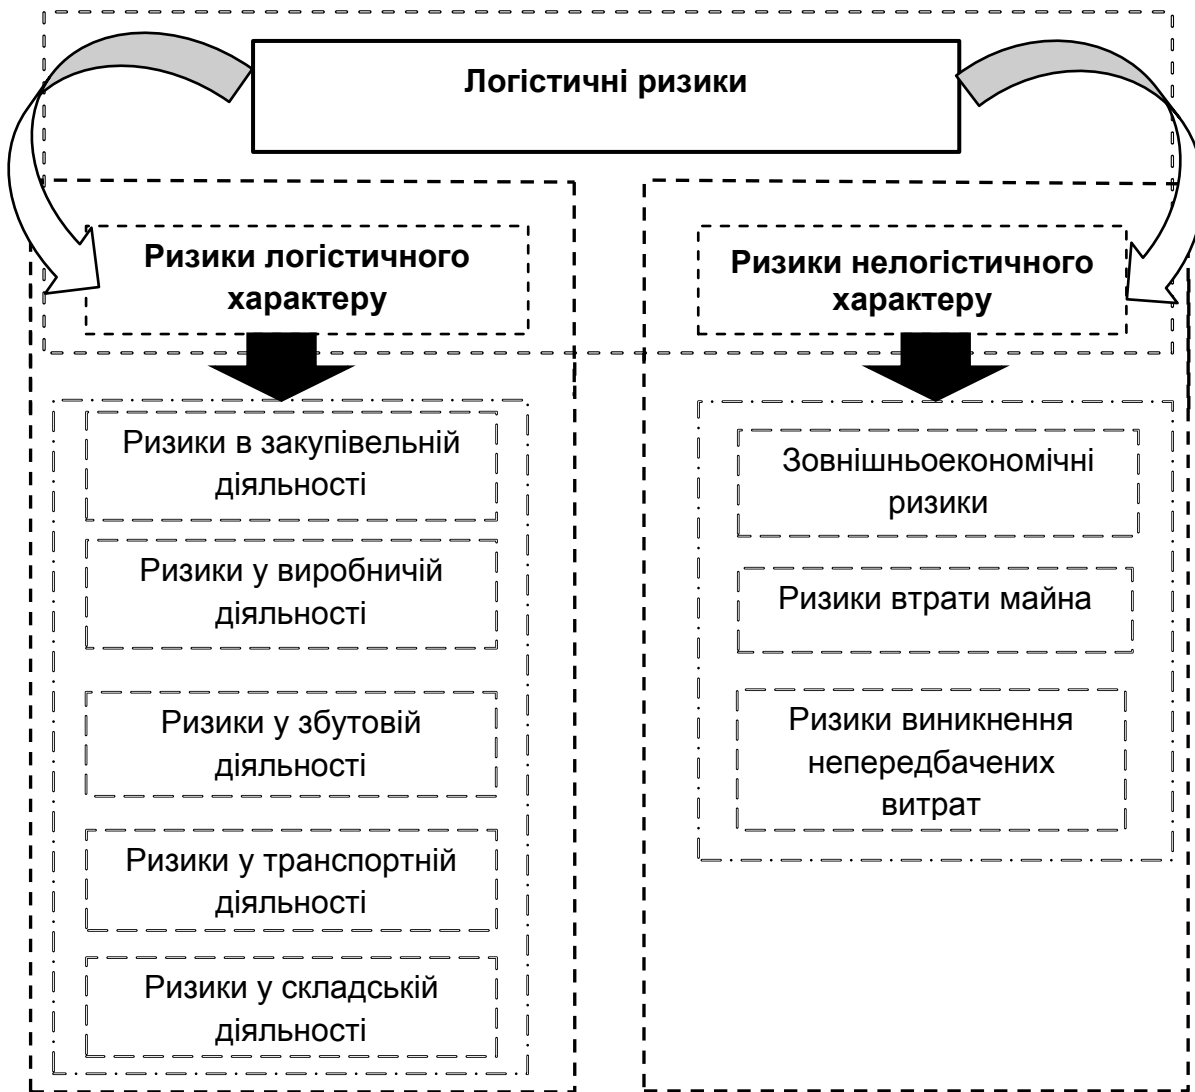 Логістичні ризики
Ризики логістичного
характеру
Ризики в закупівельній
діяльності
Ризики у виробничій
діяльності
Ризики у збутовій
діяльності
Ризики у транспортній
діяльності
Ризики у складській
діяльності
Ризики нелогістичного
характеру
Зовнішньоекономічні
ризики
Ризики втрати майна
Ризики виникнення
непередбачених
витрат